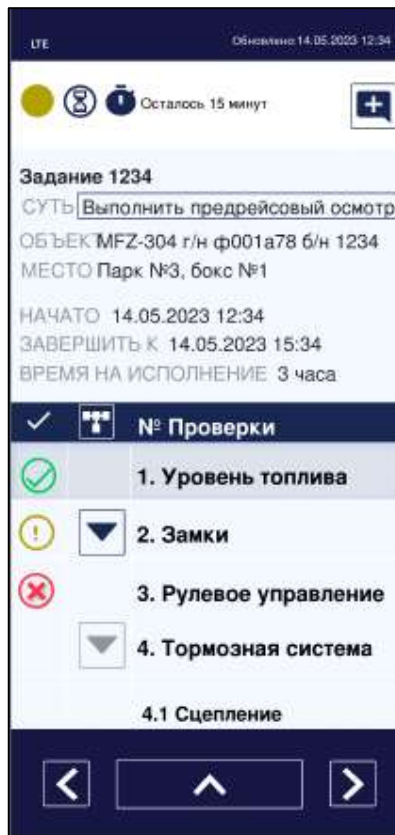 LTE Обновлено 14.05.2023 12:34
Осталось 15 минут
Задание 1234
СУТЬ Выполнить предрейсовый осмотр
ОБЪЕКТ MFZ-304 г/н ф001а78 б/н 1234
МЕСТО Парк №3, бокс №1
НАЧАТО 14.05.2023 12:34
ЗАВЕРШИТЬ К 14.05.2023 15:34
ВРЕМЯ НА ИСПОЛНЕНИЕ 3 часа
№ Проверки
1. Уровень топлива
2. Замки
3. Рулевое управление
4. Тормозная система
4.1 Сцепление